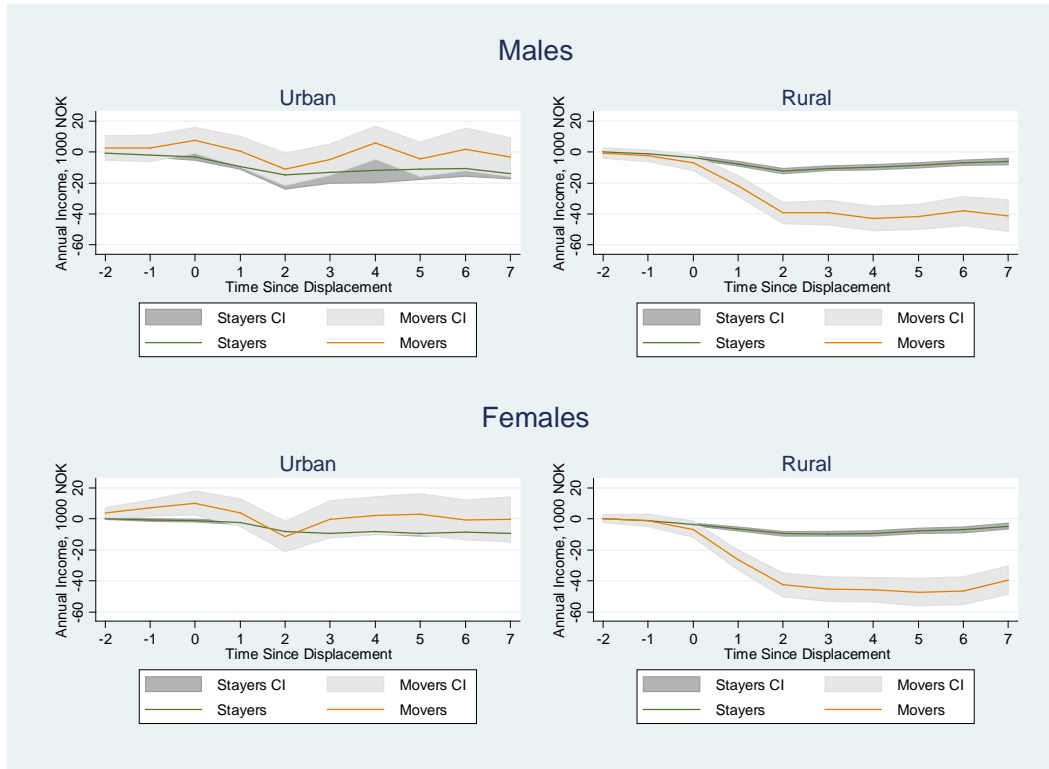 Males
Urban
Annual Income, 1000 NOK
20
0
-20
-40
-60
-2 -1 0 1 2 3 4 5 6 7
Time Since Displacement
Stayers CI Movers CI
Stayers Movers
Rural
Annual Income, 1000 NOK
20
0
-20
-40
-60
-2 -1 0 1 2 3 4 5 6 7
Time Since Displacement
Stayers CI Movers CI
Stayers Movers
Females
Urban
Annual Income, 1000 NOK
20
0
-20
-40
-60
-2 -1 0 1 2 3 4 5 6 7
Time Since Displacement
Stayers CI Movers CI
Stayers Movers
Rural
Annual Income, 1000 NOK
20
0
-20
-40
-60
-2 -1 0 1 2 3 4 5 6 7
Time Since Displacement
Stayers CI Movers CI
Stayers Movers